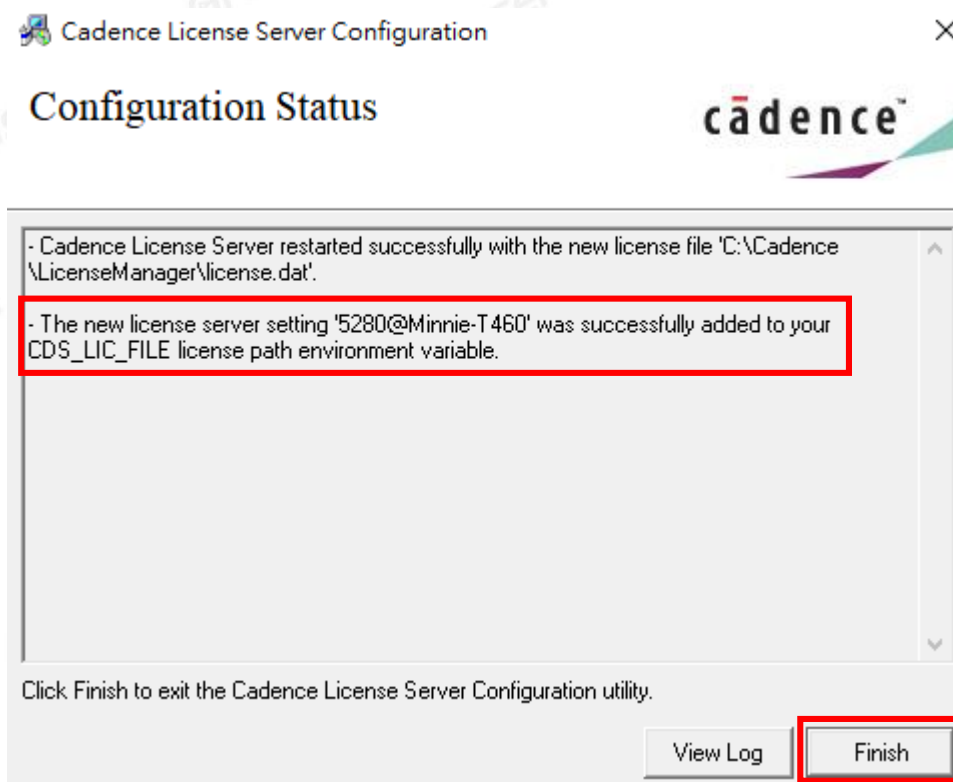 Cadence License Server Configuration
Configuration Status
cādence™
- Cadence License Server restarted successfully with the new license file 'C:\Cadence
\LicenseManager\license.dat'.
- The new license server setting '5280@Minnie-T460' was successfully added to your
CDS_LIC_FILE license path environment variable.
Click Finish to exit the Cadence License Server Configuration utility.
View Log
Finish